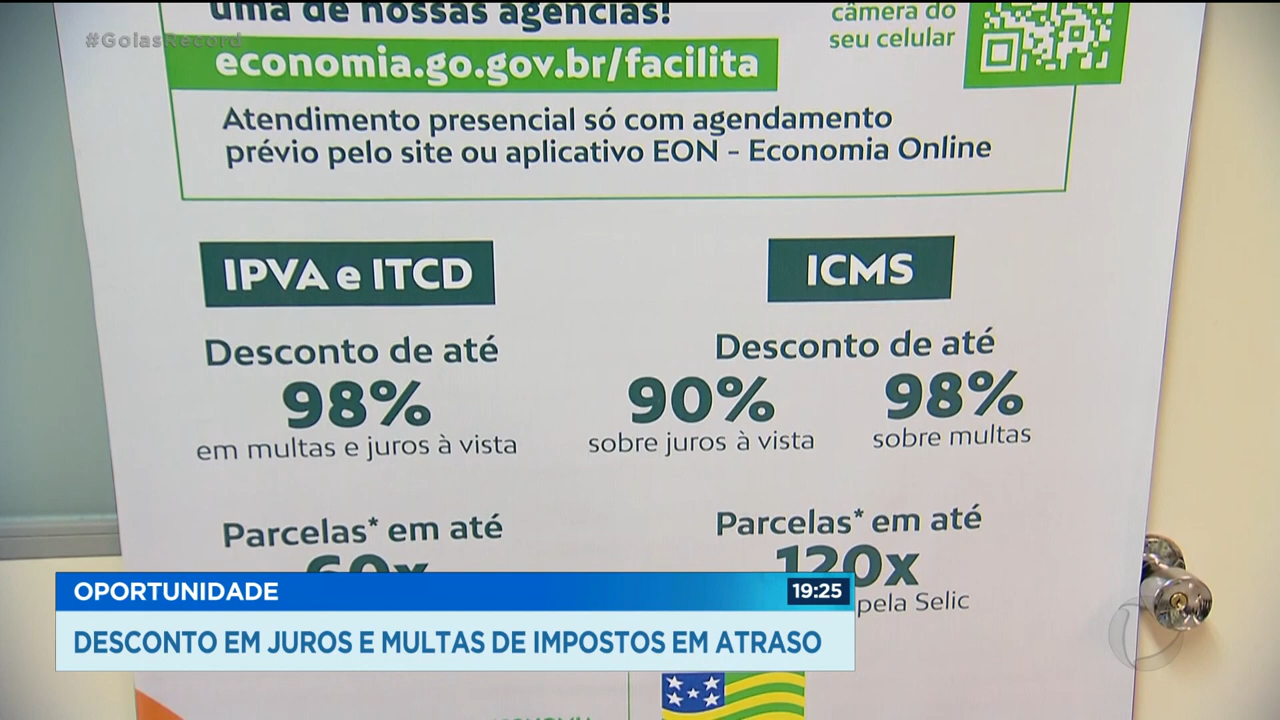 uma de nossas agências!
câmera do
seu celular
#GoiásRecord
economia.go.gov.br/facilita
Atendimento presencial só com agendamento
prévio pelo site ou aplicativo EON - Economia Online
IPVA e ITCD
ICMS
Desconto de até
98%
em multas e juros à vista
Desconto de até
90% 98%
sobre juros à vista sobre multas
Parcelas* em até
60x
Parcelas* em até
120x
pela Selic
OPORTUNIDADE
19:25
DESCONTO EM JUROS E MULTAS DE IMPOSTOS EM ATRASO